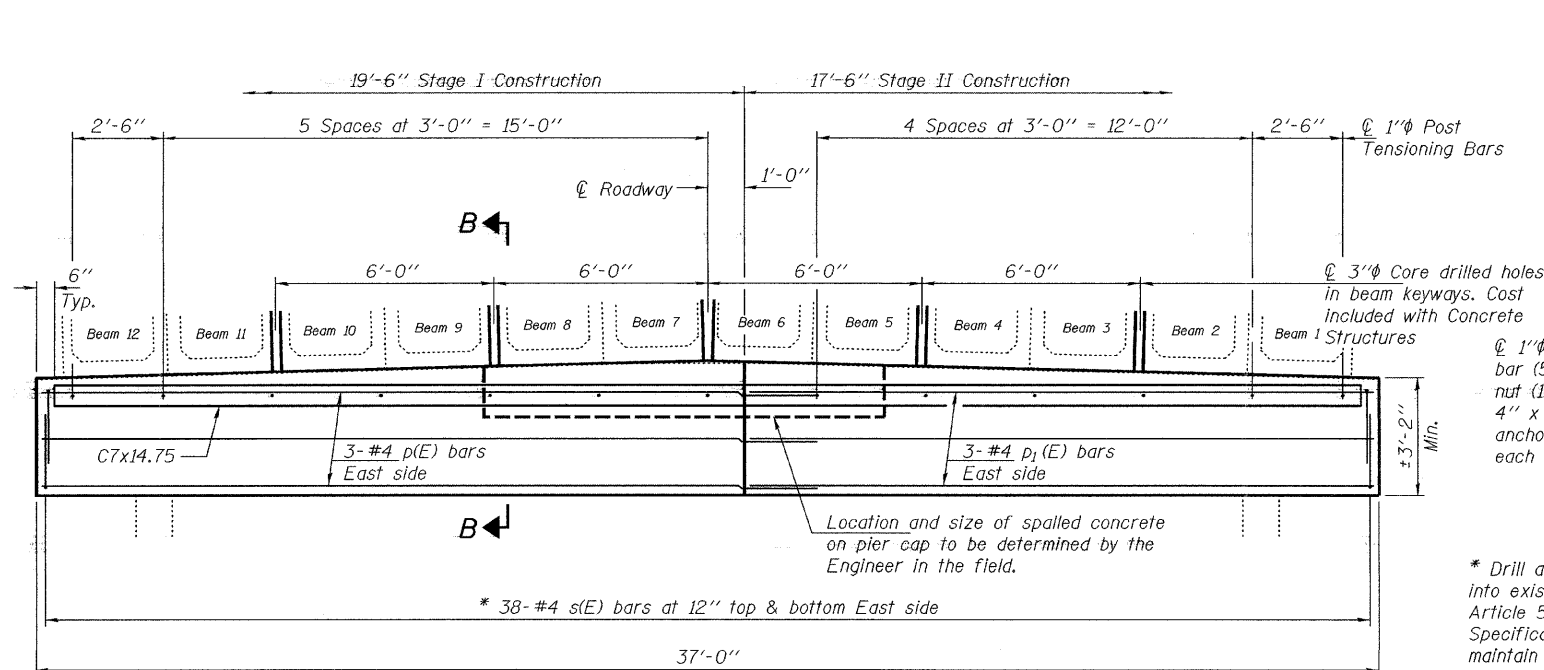 19'-6" Stage I Construction
17'-6" Stage II Construction
2'-6"
5 Spaces at 3'-0" = 15'-0"
4 Spaces at 3'-0" = 12'-0"
2'-6"
℄ 1"ϕ Post
Tensioning Bars
℄ Roadway
1'-0"
B
6"
Typ.
6'-0"
6'-0"
6'-0"
6'-0"
℄ 3"ϕ Core drilled holes
in beam keyways. Cost
included with Concrete
Structures
Beam 12
Beam 11
Beam 10
Beam 9
Beam 8
Beam 7
Beam 6
Beam 5
Beam 4
Beam 3
Beam 2
Beam 1
℄ 1"ϕ
bar (5
nut (1
4" x
ancho
each
C7x14.75
3-#4 p(E) bars
East side
3-#4 p₁(E) bars
East side
±3'-2"
Min.
B
Location and size of spalled concrete
on pier cap to be determined by the
Engineer in the field.
* Drill a
into exis
Article 5
Specifica
maintain
* 38-#4 s(E) bars at 12" top & bottom East side
37'-0"